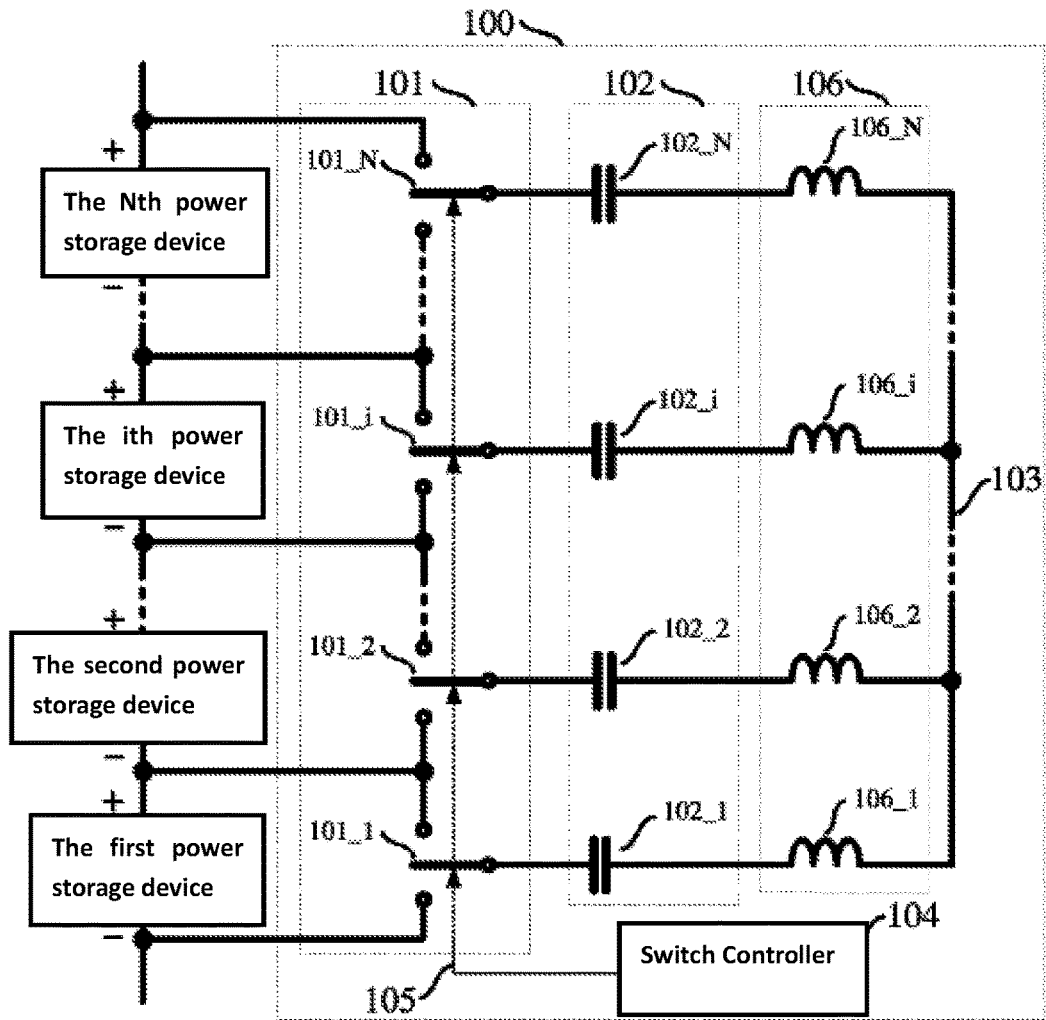 100
101
102
106
101_N
102_N
106_N
+
The Nth power
storage device
−
+
101_i
102_i
106_i
The ith power
storage device
103
−
+
101_2
102_2
106_2
The second power
storage device
−
+
101_1
102_1
106_1
The first power
storage device
−
104
Switch Controller
105